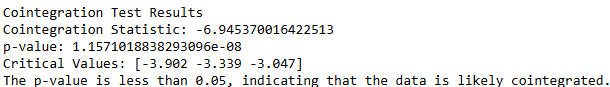 Cointegration Test Results
Cointegration Statistic: -6.945370016422513
p-value: 1.1571018838293096e-08
Critical Values: [-3.902 -3.339 -3.047]
The p-value is less than 0.05, indicating that the data is likely cointegrated.